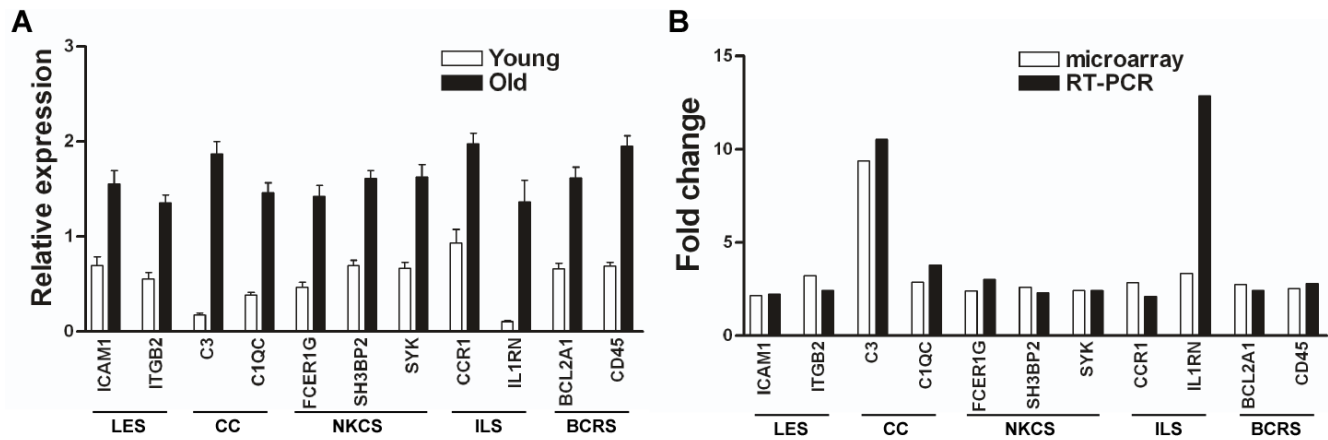 A
Relative expression
3
2
1
0
Young
Old
ICAM1
ITGB2
C3
C1QC
FCER1G
SH3BP2
SYK
CCR1
IL1RN
BCL2A1
CD45
LES
CC
NKCS
ILS
BCRS
B
Fold change
15
10
5
0
microarray
RT-PCR
ICAM1
ITGB2
C3
C1QC
FCER1G
SH3BP2
SYK
CCR1
IL1RN
BCL2A1
CD45
LES
CC
NKCS
ILS
BCRS